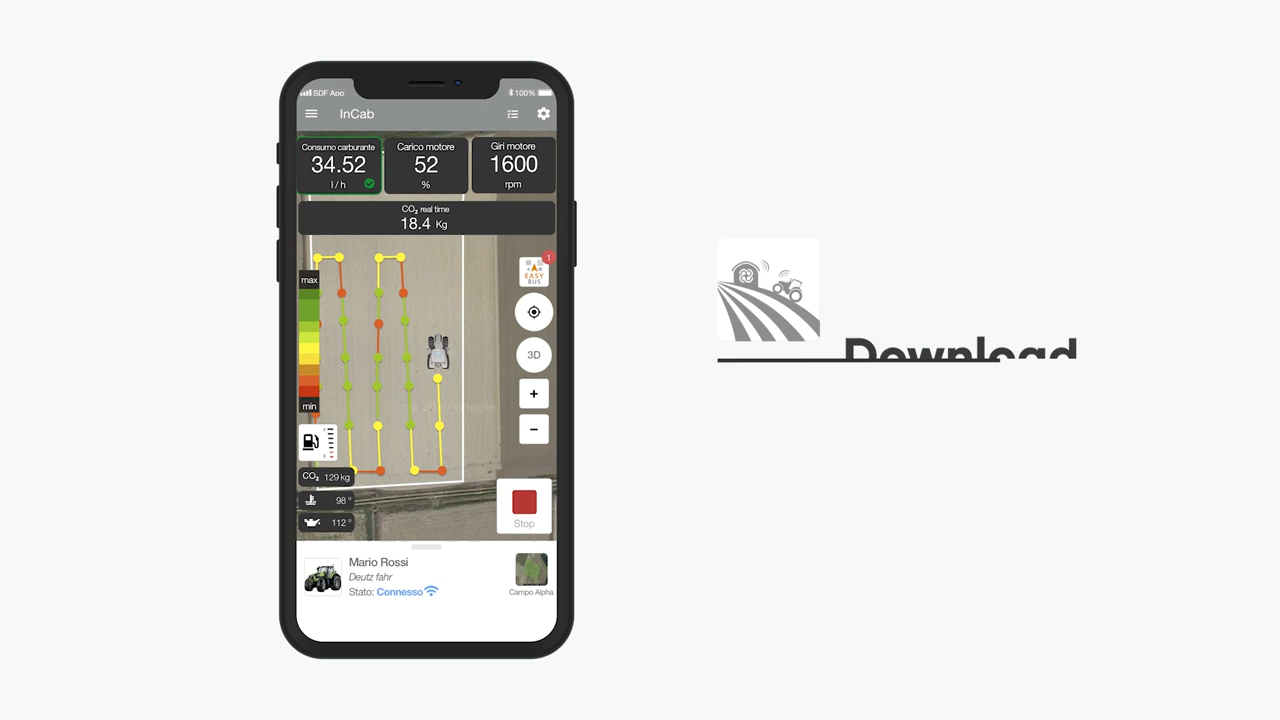 SDF App
100%
InCab
Consumo carburante
34.52
l / h
Carico motore
52
%
Giri motore
1600
rpm
CO₂ real time
18.4 Kg
max
min
1
EASY
BUS
3D
+
−
CO₂ 129 kg
98 °
112 °
Stop
Mario Rossi
Deutz fahr
Stato: Connesso
Campo Alpha
Download